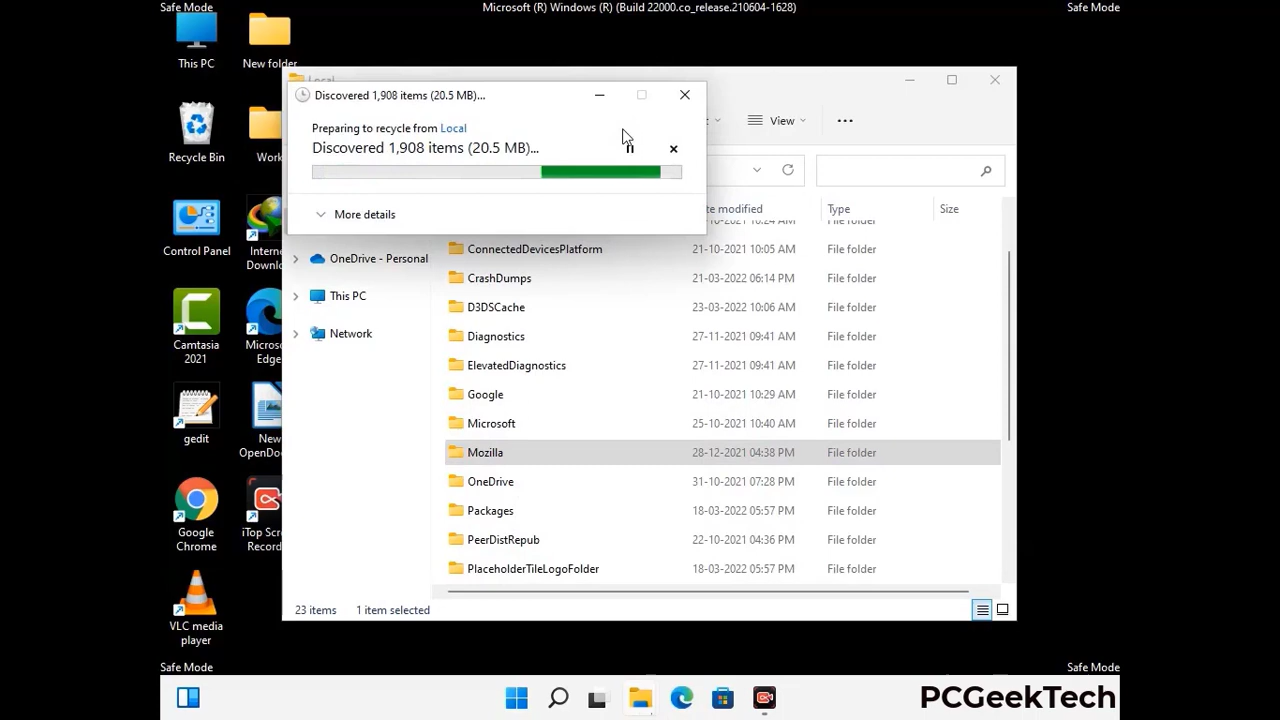 Safe Mode
Microsoft (R) Windows (R) (Build 22000.co_release.210604-1628)
Safe Mode
This PC
New folder
Recycle Bin
Work
Control Panel
Intern
Downl
Camtasia
2021
Micros
Edge
gedit
New
OpenDo
Google
Chrome
iTop Scr
Record
VLC media
player
Local
Discovered 1,908 items (20.5 MB)...
Preparing to recycle from Local
Discovered 1,908 items (20.5 MB)...
More details
View
te modified
Type
Size
File folder
OneDrive - Personal
This PC
Network
ConnectedDevicesPlatform 21-10-2021 10:05 AM File folder
CrashDumps 21-03-2022 06:14 PM File folder
D3DSCache 23-03-2022 10:06 AM File folder
Diagnostics 27-11-2021 09:41 AM File folder
ElevatedDiagnostics 27-11-2021 09:41 AM File folder
Google 21-10-2021 10:29 AM File folder
Microsoft 25-10-2021 10:40 AM File folder
Mozilla 28-12-2021 04:38 PM File folder
OneDrive 31-10-2021 07:28 PM File folder
Packages 18-03-2022 05:57 PM File folder
PeerDistRepub 22-10-2021 04:36 PM File folder
PlaceholderTileLogoFolder 18-03-2022 05:57 PM File folder
23 items
1 item selected
Safe Mode
Safe Mode
PCGeekTech